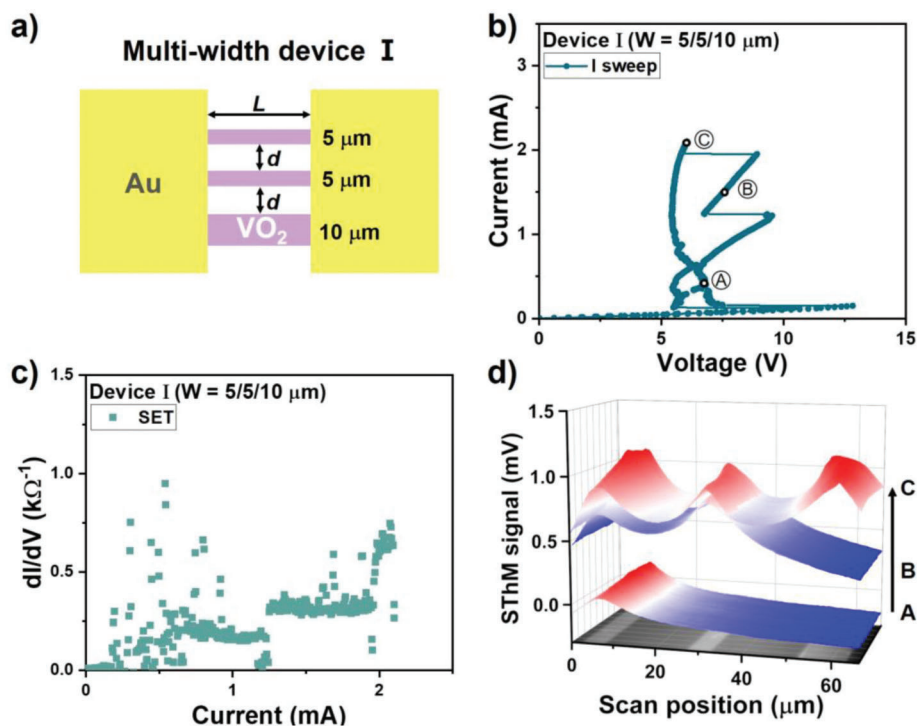 a)
Multi-width device I
L
5 μm
d
5 μm
Au
d
VO2
10 μm
b)
Device I (W = 5/5/10 μm)
I sweep
Current (mA)
3
2
1
0
C
B
A
0 5 10 15
Voltage (V)
c)
Device I (W = 5/5/10 μm)
SET
dI/dV (kΩ⁻¹)
1.5
1.0
0.5
0.0
0 1 2
Current (mA)
d)
SThM signal (mV)
1.5
1.0
0.5
0.0
C
B
A
0 20 40 60
Scan position (μm)